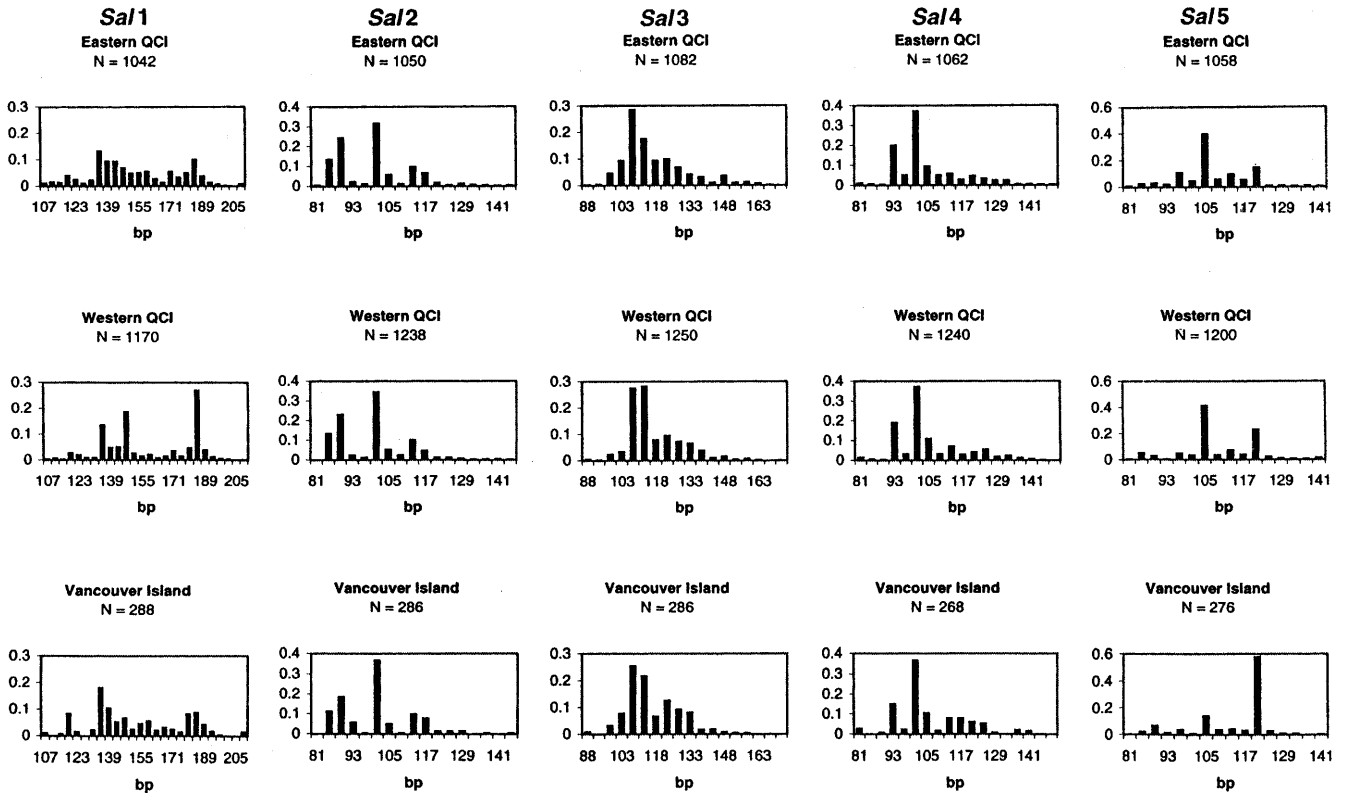 Sal1 Sal2 Sal3 Sal4 Sal5
Eastern QCI Eastern QCI Eastern QCI Eastern QCI Eastern QCI
N = 1042 N = 1050 N = 1082 N = 1062 N = 1058
0.3 0.4 0.3 0.4 0.6
0.3 0.3
0.2 0.2 0.4
0.2 0.2
0.1 0.1 0.2
0.1 0.1
0 0 0 0 0
107 123 139 155 171 189 205 81 93 105 117 129 141 88 103 118 133 148 163 81 93 105 117 129 141 81 93 105 117 129 141
bp bp bp bp bp
Western QCI Western QCI Western QCI Western QCI Western QCI
N = 1170 N = 1238 N = 1250 N = 1240 N = 1200
0.3 0.4 0.3 0.4 0.6
0.3 0.3
0.2 0.2 0.4
0.2 0.2
0.1 0.1 0.2
0.1 0.1
0 0 0 0 0
107 123 139 155 171 189 205 81 93 105 117 129 141 88 103 118 133 148 163 81 93 105 117 129 141 81 93 105 117 129 141
bp bp bp bp bp
Vancouver Island Vancouver Island Vancouver Island Vancouver Island Vancouver Island
N = 288 N = 286 N = 286 N = 268 N = 276
0.3 0.4 0.3 0.4 0.6
0.3 0.3
0.2 0.2 0.4
0.2 0.2
0.1 0.1 0.2
0.1 0.1
0 0 0 0 0
107 123 139 155 171 189 205 81 93 105 117 129 141 88 103 118 133 148 163 81 93 105 117 129 141 81 93 105 117 129 141
bp bp bp bp bp